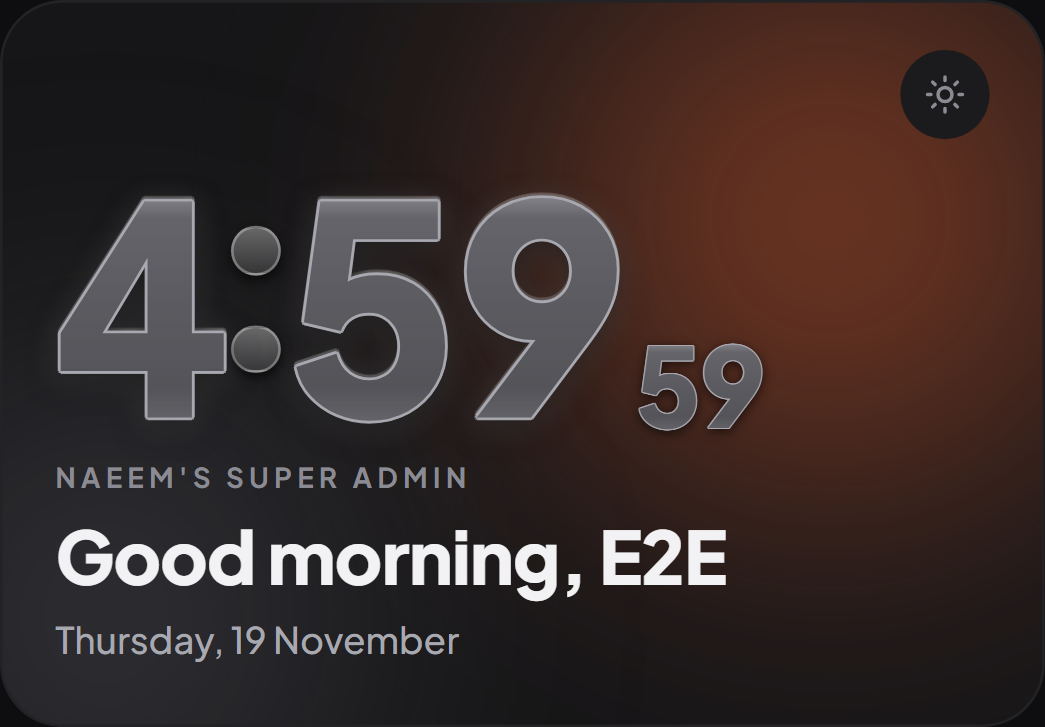 4:59 59
NAEEM'S SUPER ADMIN
Good morning, E2E
Thursday, 19 November